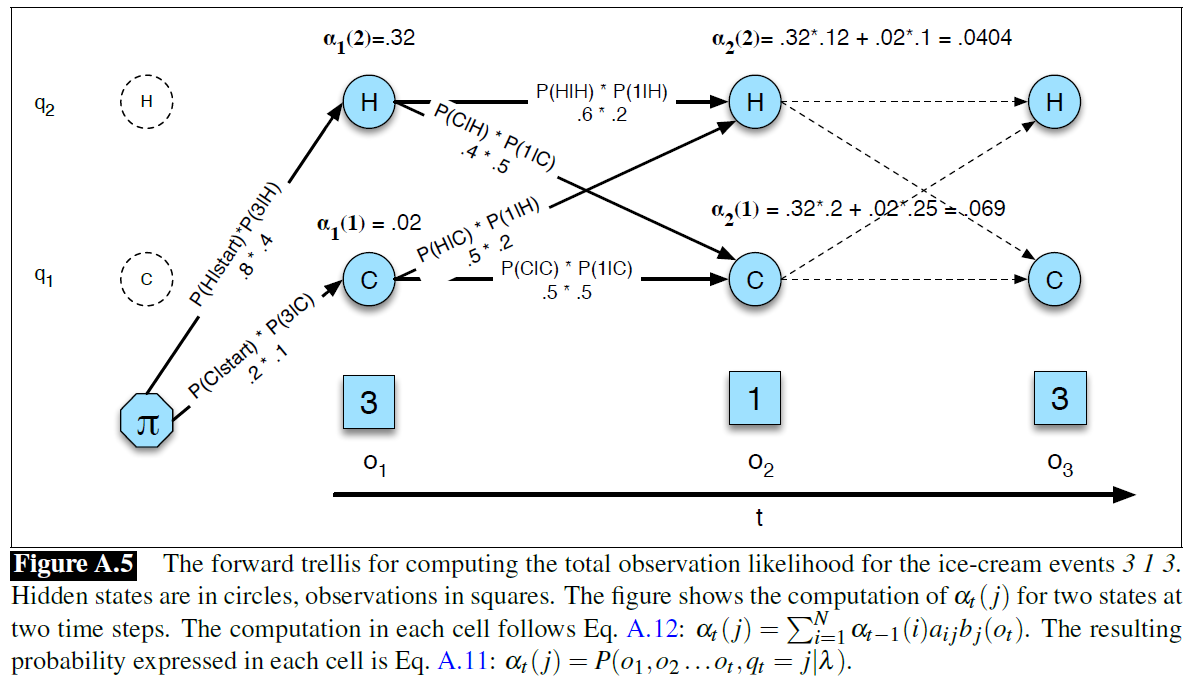 α₁(2)=.32
α₂(2)= .32*.12 + .02*.1 = .0404
q₂
H
H
P(H|H) * P(1|H)
.6 * .2
H
H
P(C|H) * P(1|C)
.4 * .5
P(H|start)*P(3|H)
.8 * .4
α₁(1) = .02
P(H|C) * P(1|H)
.5 * .2
α₂(1) = .32*.2 + .02*.25 = .069
q₁
C
C
P(C|C) * P(1|C)
.5 * .5
C
C
P(C|start) * P(3|C)
.2 * .1
π
3
1
3
o₁
o₂
o₃
t
Figure A.5 The forward trellis for computing the total observation likelihood for the ice-cream events 3 1 3.
Hidden states are in circles, observations in squares. The figure shows the computation of αₜ(j) for two states at
two time steps. The computation in each cell follows Eq. A.12: αₜ(j) = ∑ᴺᵢ₌₁ αₜ₋₁(i)aᵢⱼbⱼ(oₜ). The resulting
probability expressed in each cell is Eq. A.11: αₜ(j) = P(o₁,o₂...oₜ,qₜ = j|λ).